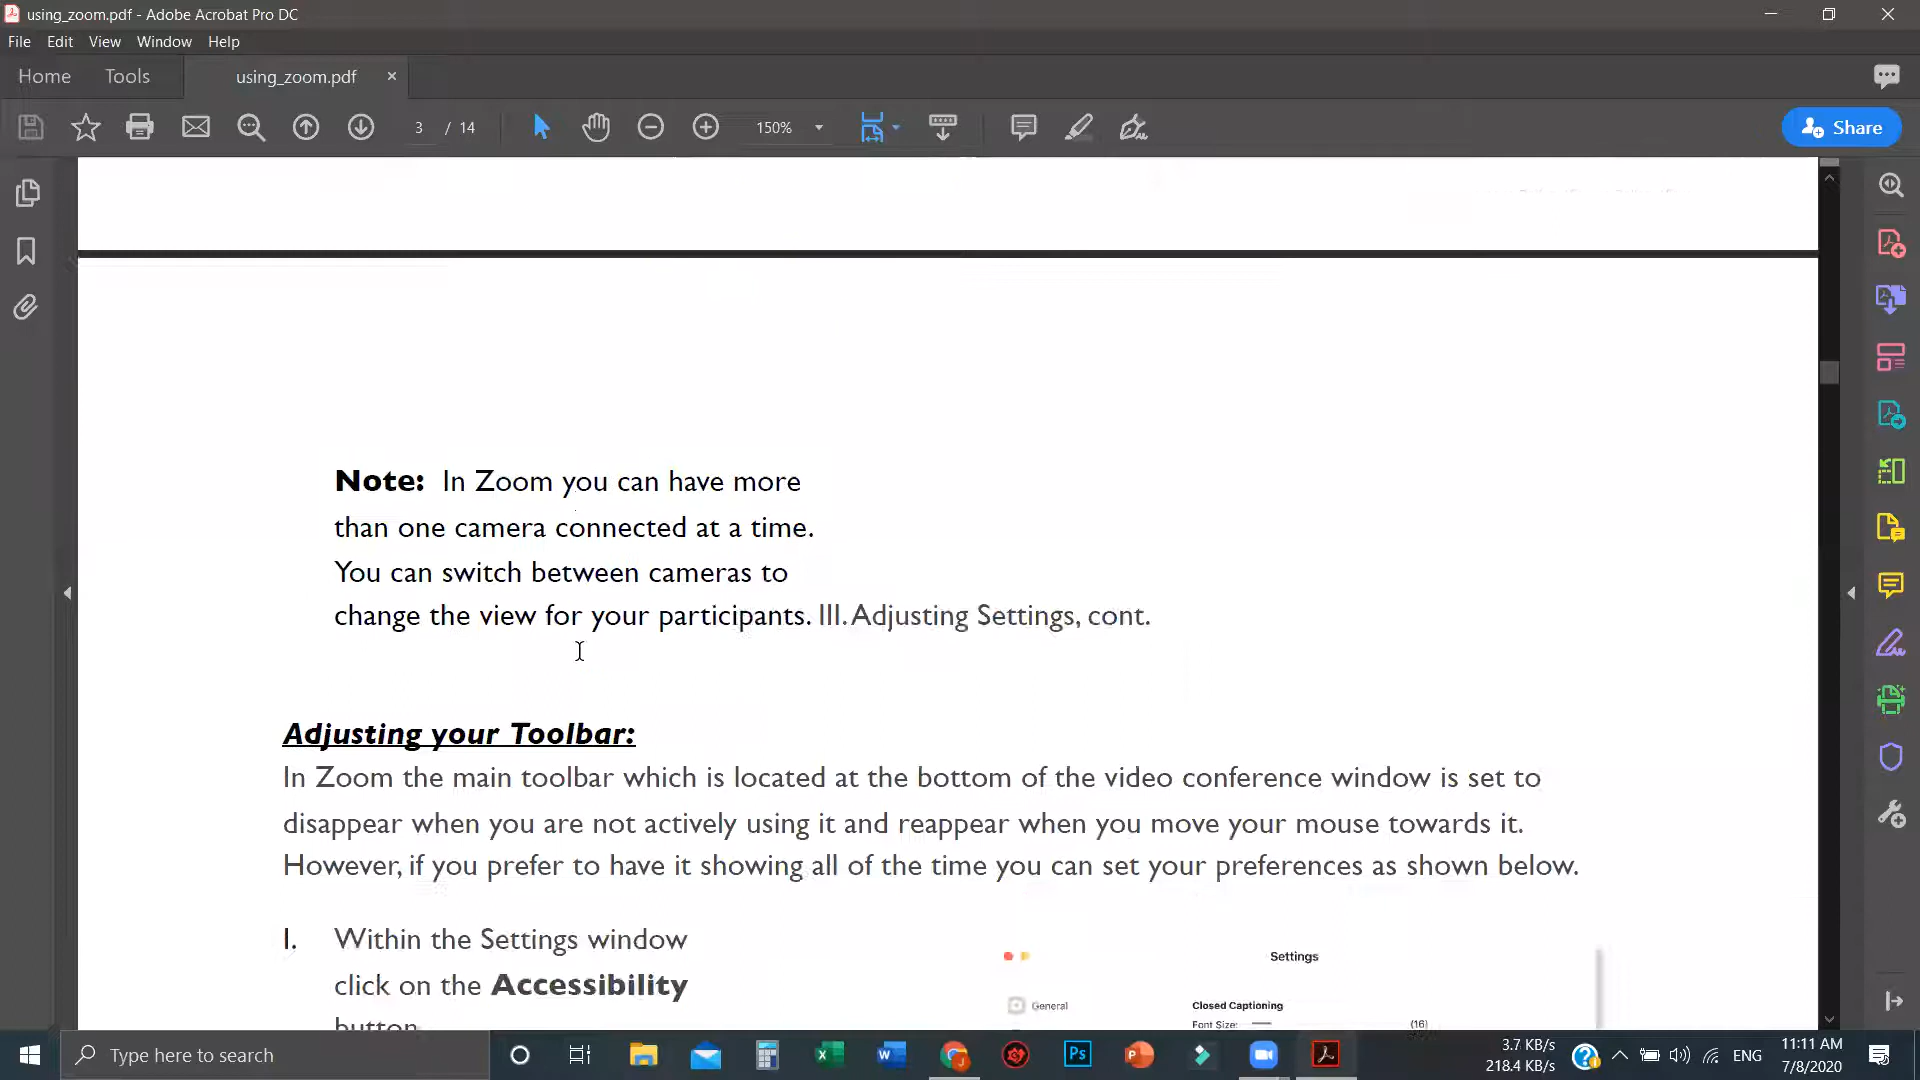 using_zoom.pdf - Adobe Acrobat Pro DC
File Edit View Window Help
Home Tools using_zoom.pdf ×
3 / 14 150% Share
Note: In Zoom you can have more
than one camera connected at a time.
You can switch between cameras to
change the view for your participants. III. Adjusting Settings, cont.
Adjusting your Toolbar:
In Zoom the main toolbar which is located at the bottom of the video conference window is set to
disappear when you are not actively using it and reappear when you move your mouse towards it.
However, if you prefer to have it showing all of the time you can set your preferences as shown below.
1. Within the Settings window
click on the Accessibility
button
Settings
General
Closed Captioning
Font Size: (16)
Type here to search
3.7 KB/s
218.4 KB/s
ENG
11:11 AM
7/8/2020